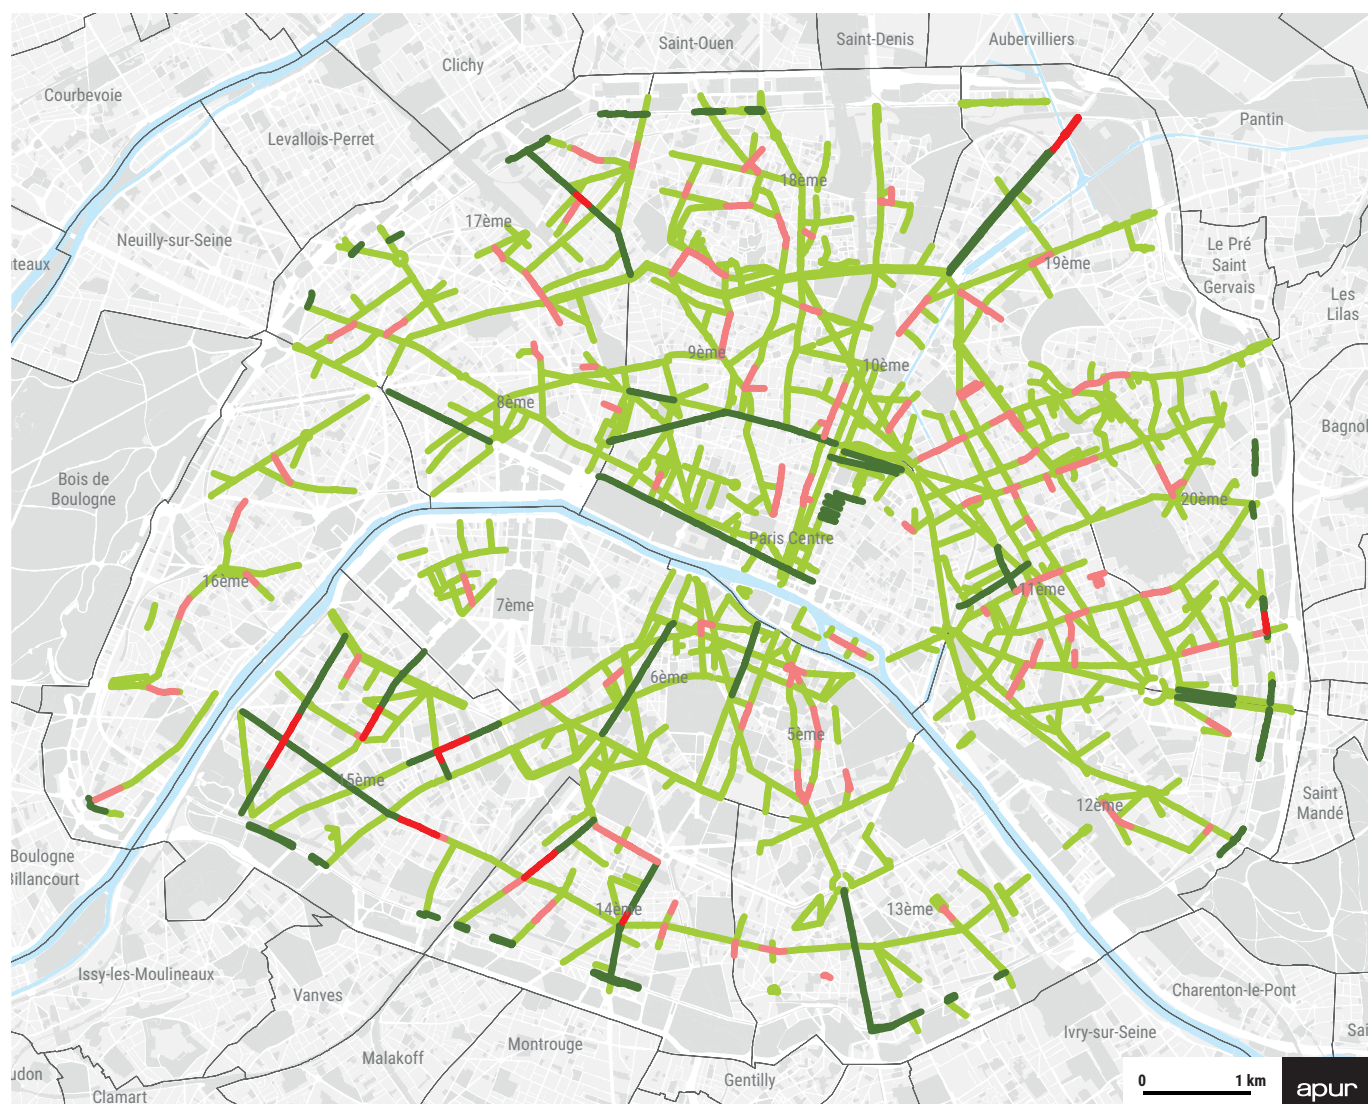 Saint-Ouen
Saint-Denis
Aubervilliers
Clichy
Courbevoie
Levallois-Perret
Pantin
18ème
17ème
Neuilly-sur-Seine
Le Pré
Saint
Gervais
uteaux
19ème
Les
Lilas
9ème
10ème
8ème
Bagnol
Bois de
Boulogne
20ème
Paris Centre
16ème
11ème
7ème
6ème
5ème
15ème
Saint
Mandé
12ème
Boulogne
Billancourt
14ème
13ème
Issy-les-Moulineaux
Vanves
Charenton-le-Pont
Ivry-sur-Seine
Sai
Montrouge
Malakoff
udon
Gentilly
Clamart
0 1 km
apur